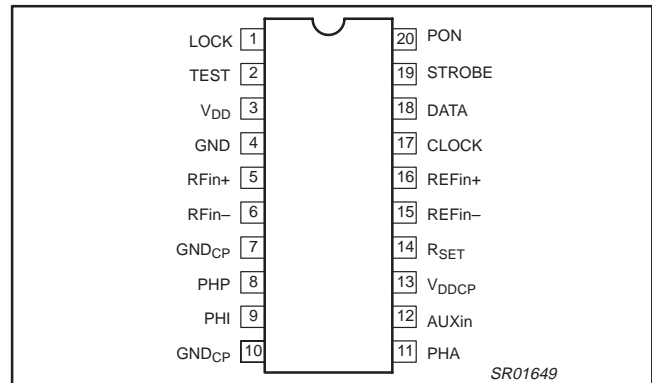 LOCK 1
TEST 2
VDD 3
GND 4
RFin+ 5
RFin– 6
GNDCP 7
PHP 8
PHI 9
GNDCP 10
20 PON
19 STROBE
18 DATA
17 CLOCK
16 REFin+
15 REFin–
14 RSET
13 VDDCP
12 AUXin
11 PHA
SR01649